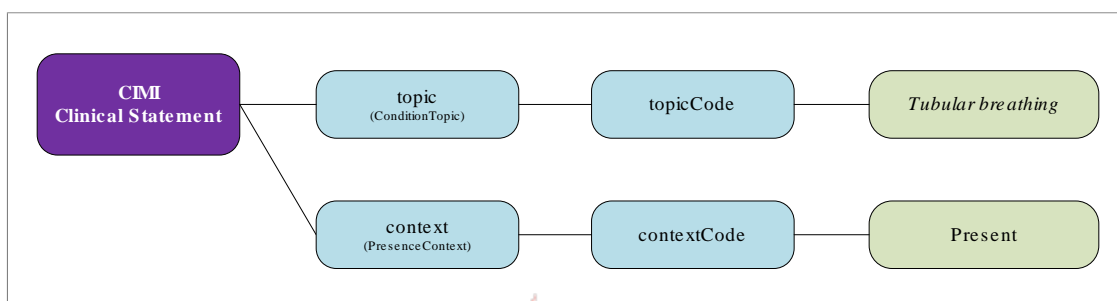 CIMI
Clinical Statement
topic
(ConditionTopic)
topicCode
Tubular breathing
context
(PresenceContext)
contextCode
Present